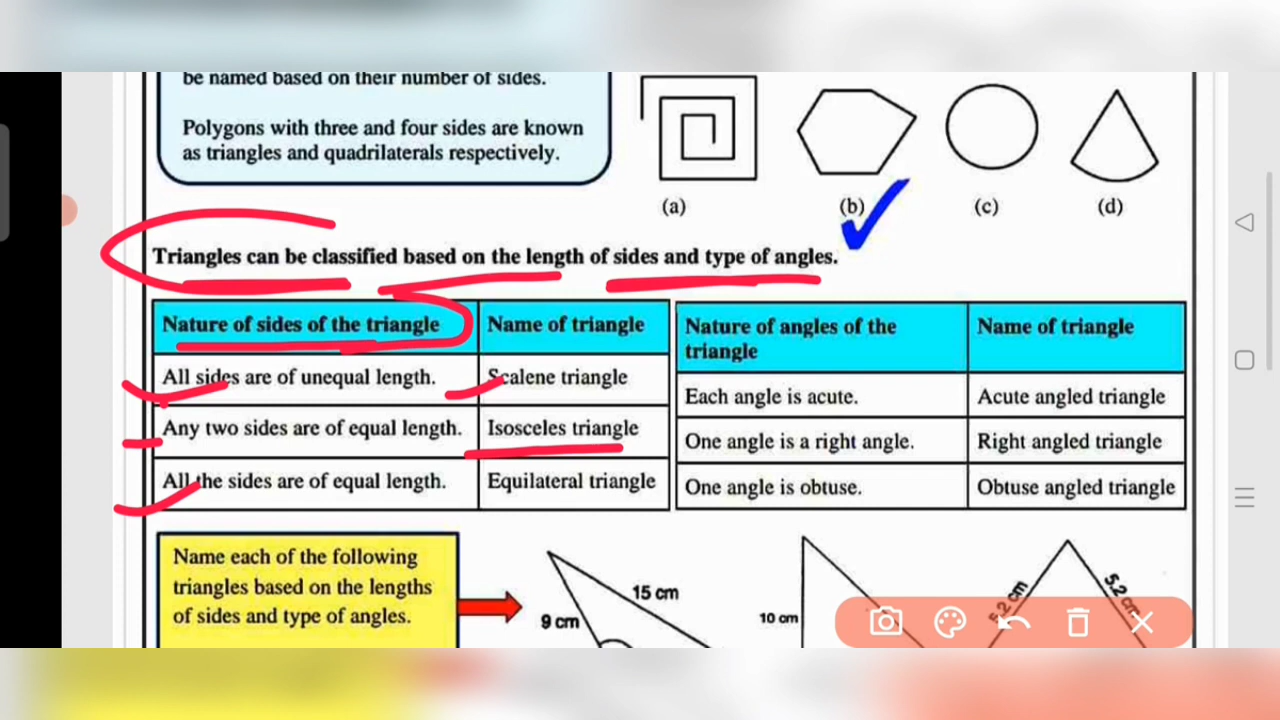 be named based on their number of sides.
Polygons with three and four sides are known
as triangles and quadrilaterals respectively.
(a)
(b)
(c)
(d)
Triangles can be classified based on the length of sides and type of angles.
Nature of sides of the triangle
Name of triangle
All sides are of unequal length.
Scalene triangle
Any two sides are of equal length.
Isosceles triangle
All the sides are of equal length.
Equilateral triangle
Nature of angles of the
triangle
Name of triangle
Each angle is acute.
Acute angled triangle
One angle is a right angle.
Right angled triangle
One angle is obtuse.
Obtuse angled triangle
Name each of the following
triangles based on the lengths
of sides and type of angles.
15 cm
9 cm
10 cm
5.2 cm
5.2 cm